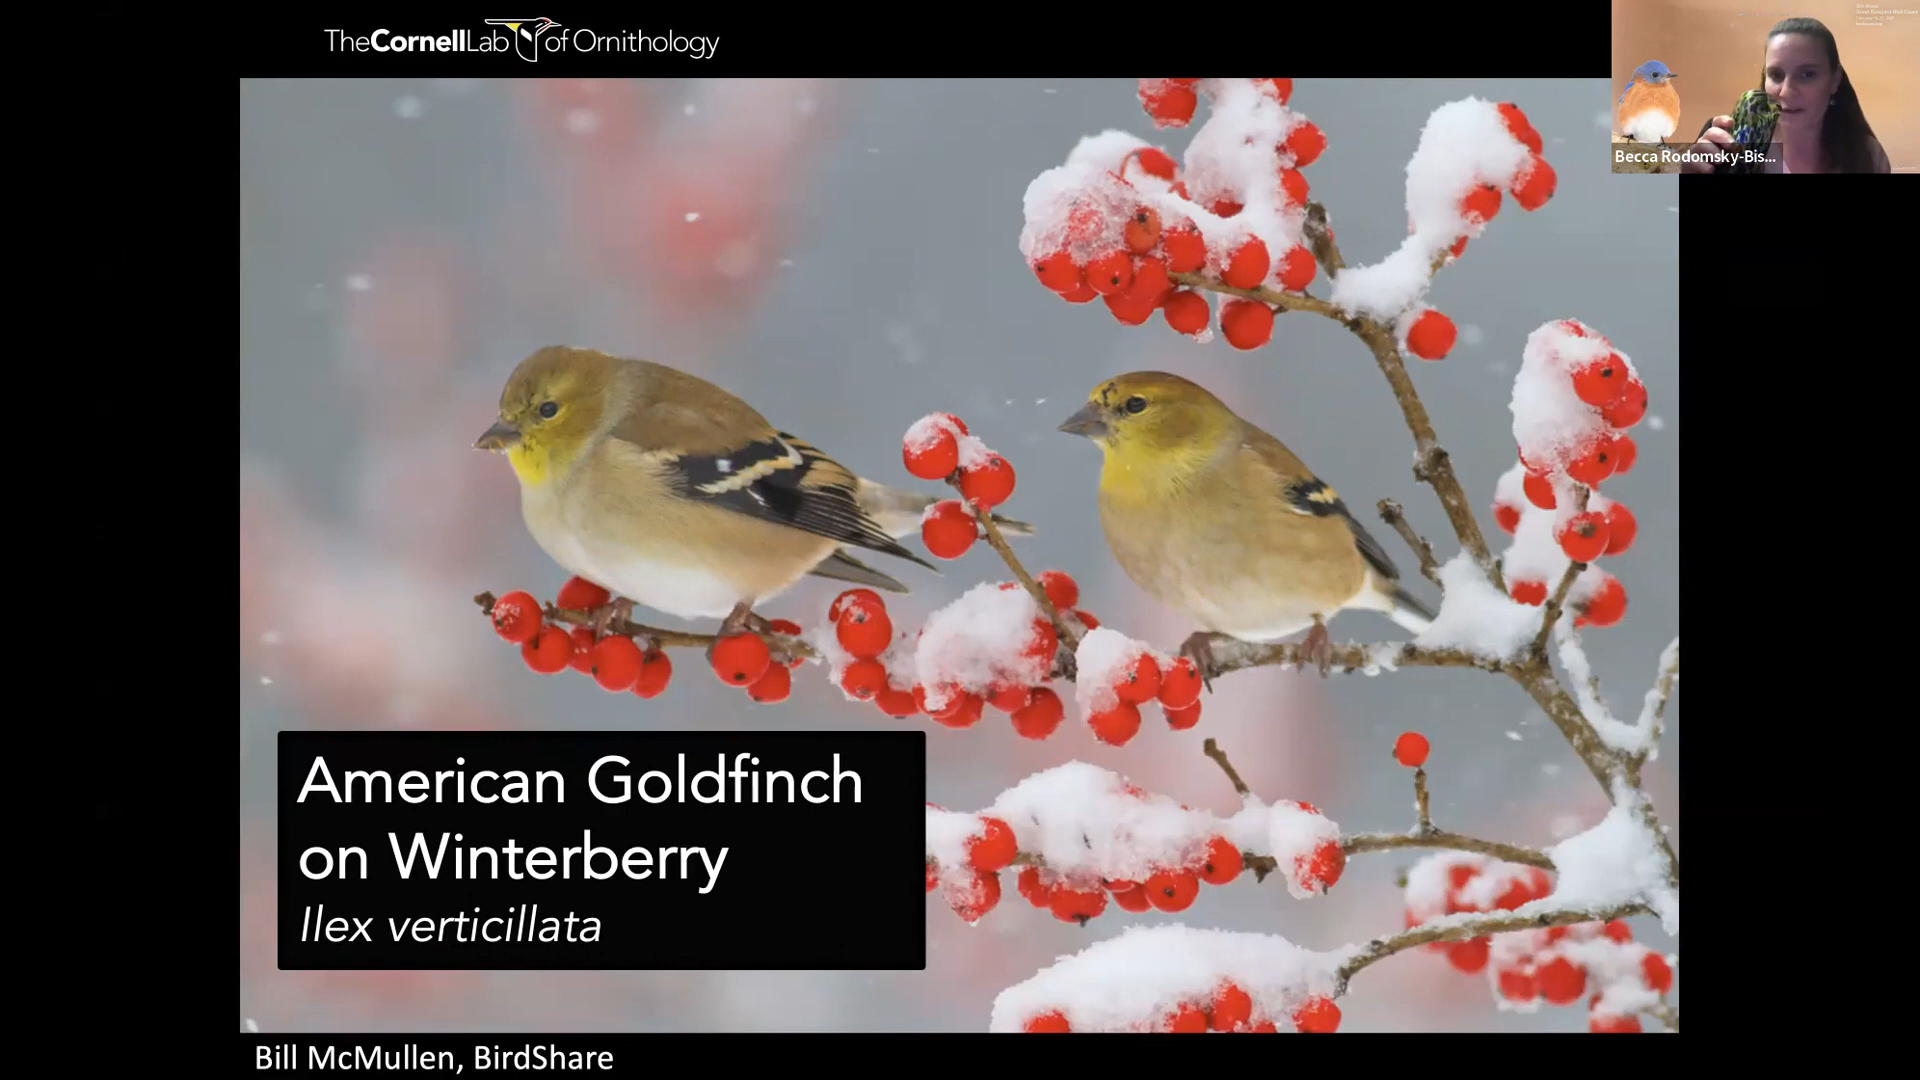 TheCornellLab of Ornithology
Becca Rodomsky-Bis...
American Goldfinch
on Winterberry
Ilex verticillata
Bill McMullen, BirdShare